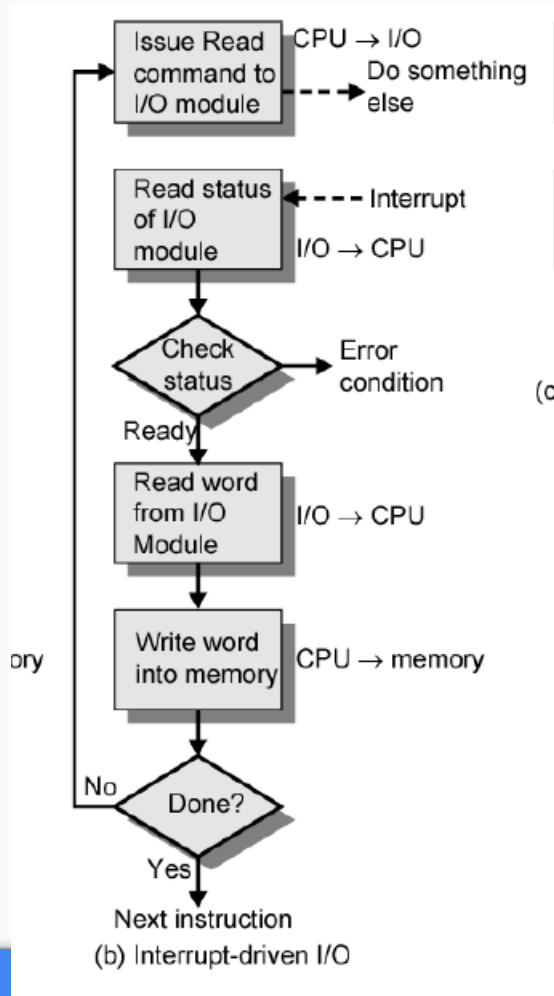 Issue Read
command to
I/O module
CPU → I/O
Do something
else
Read status
of I/O
module
Interrupt
I/O → CPU
Check
status
Error
condition
(c
Ready
Read word
from I/O
Module
I/O → CPU
ory
Write word
into memory
CPU → memory
No
Done?
Yes
Next instruction
(b) Interrupt-driven I/O